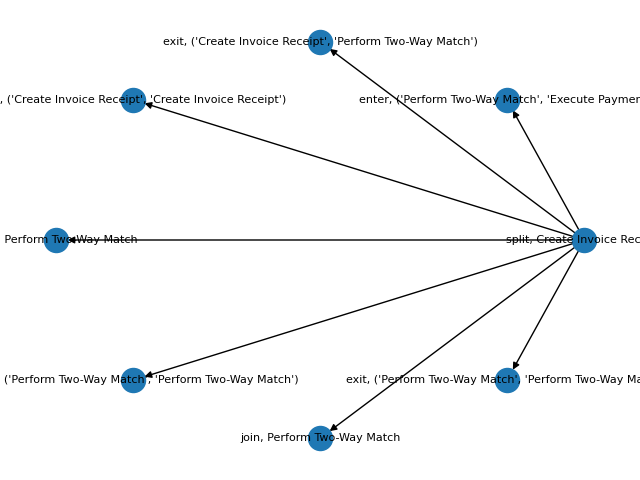 exit, ('Create Invoice Receipt', 'Perform Two-Way Match')
, ('Create Invoice Receipt', 'Create Invoice Receipt')
enter, ('Perform Two-Way Match', 'Execute Paymen
Perform Two-Way Match
split, Create Invoice Rec
('Perform Two-Way Match', 'Perform Two-Way Match')
exit, ('Perform Two-Way Match', 'Perform Two-Way Ma
join, Perform Two-Way Match